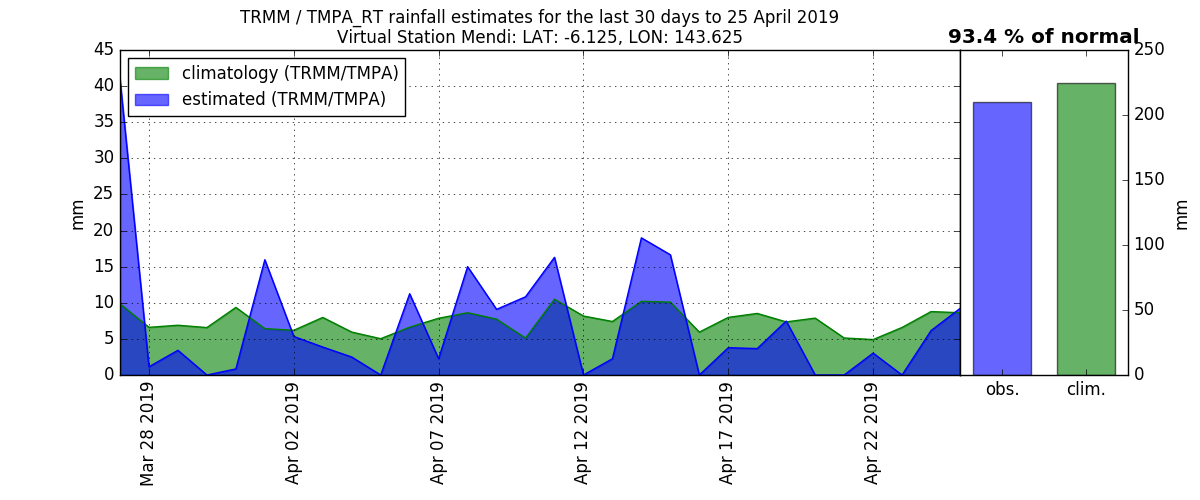 TRMM / TMPA_RT rainfall estimates for the last 30 days to 25 April 2019
Virtual Station Mendi: LAT: -6.125, LON: 143.625
93.4 % of normal
climatology (TRMM/TMPA)
estimated (TRMM/TMPA)
45
40
35
30
25
20
15
10
5
0
mm
Mar 28 2019
Apr 02 2019
Apr 07 2019
Apr 12 2019
Apr 17 2019
Apr 22 2019
obs.
clim.
250
200
150
100
50
0
mm